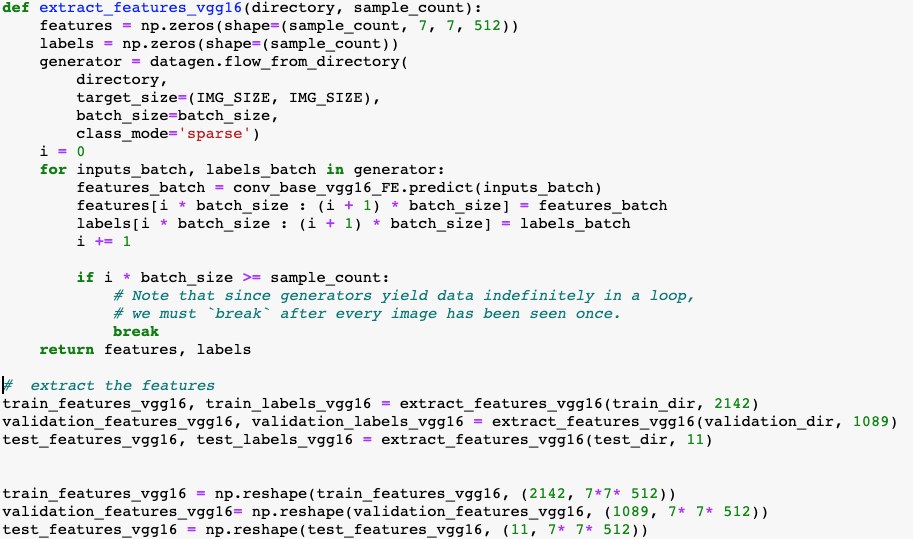 def extract_features_vgg16(directory, sample_count):
    features = np.zeros(shape=(sample_count, 7, 7, 512))
    labels = np.zeros(shape=(sample_count))
    generator = datagen.flow_from_directory(
        directory,
        target_size=(IMG_SIZE, IMG_SIZE),
        batch_size=batch_size,
        class_mode='sparse')
    i = 0
    for inputs_batch, labels_batch in generator:
        features_batch = conv_base_vgg16_FE.predict(inputs_batch)
        features[i * batch_size : (i + 1) * batch_size] = features_batch
        labels[i * batch_size : (i + 1) * batch_size] = labels_batch
        i += 1

        if i * batch_size >= sample_count:
            # Note that since generators yield data indefinitely in a loop,
            # we must `break` after every image has been seen once.
            break
    return features, labels

#  extract the features
train_features_vgg16, train_labels_vgg16 = extract_features_vgg16(train_dir, 2142)
validation_features_vgg16, validation_labels_vgg16 = extract_features_vgg16(validation_dir, 1089)
test_features_vgg16, test_labels_vgg16 = extract_features_vgg16(test_dir, 11)


train_features_vgg16 = np.reshape(train_features_vgg16, (2142, 7*7* 512))
validation_features_vgg16= np.reshape(validation_features_vgg16, (1089, 7* 7* 512))
test_features_vgg16 = np.reshape(test_features_vgg16, (11, 7* 7* 512))